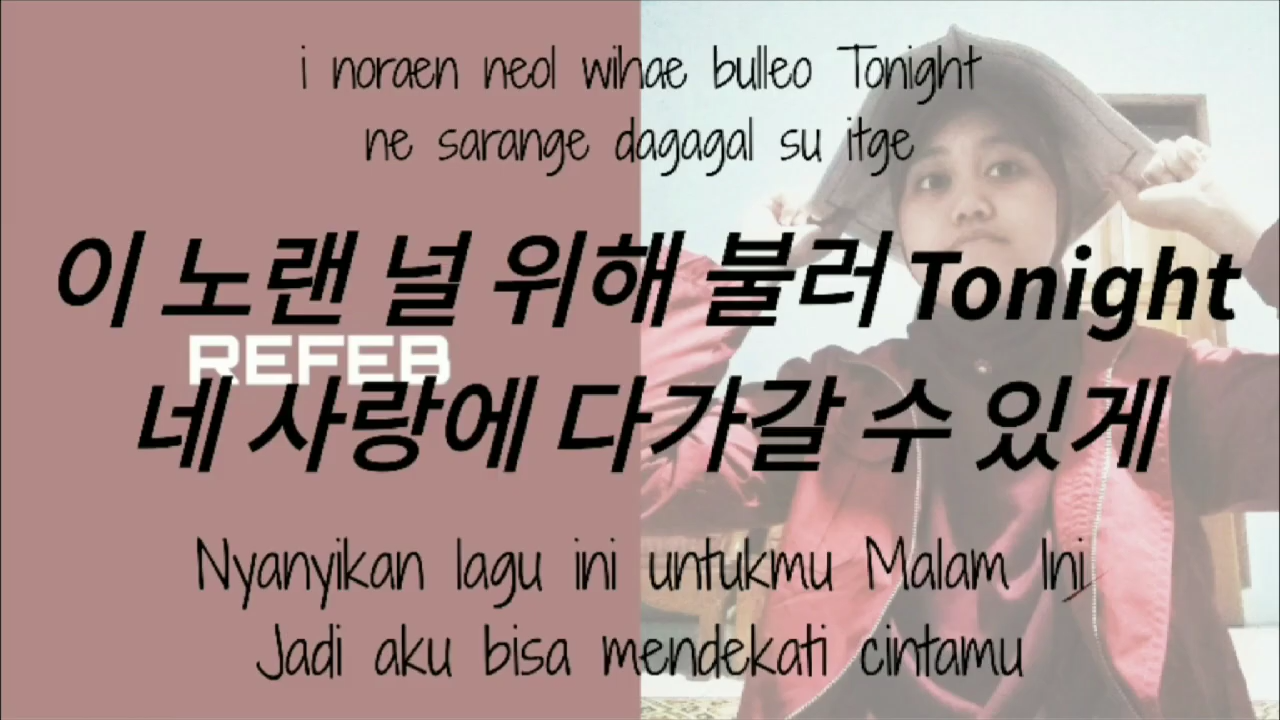 i noraen neol wihae bulleo Tonight
ne sarange dagagal su itge
이 노랜 널 위해 불러 Tonight
REFEB
네 사랑에 다가갈 수 있게
Nyanyikan lagu ini untukmu Malam Ini,
Jadi aku bisa mendekati cintamu